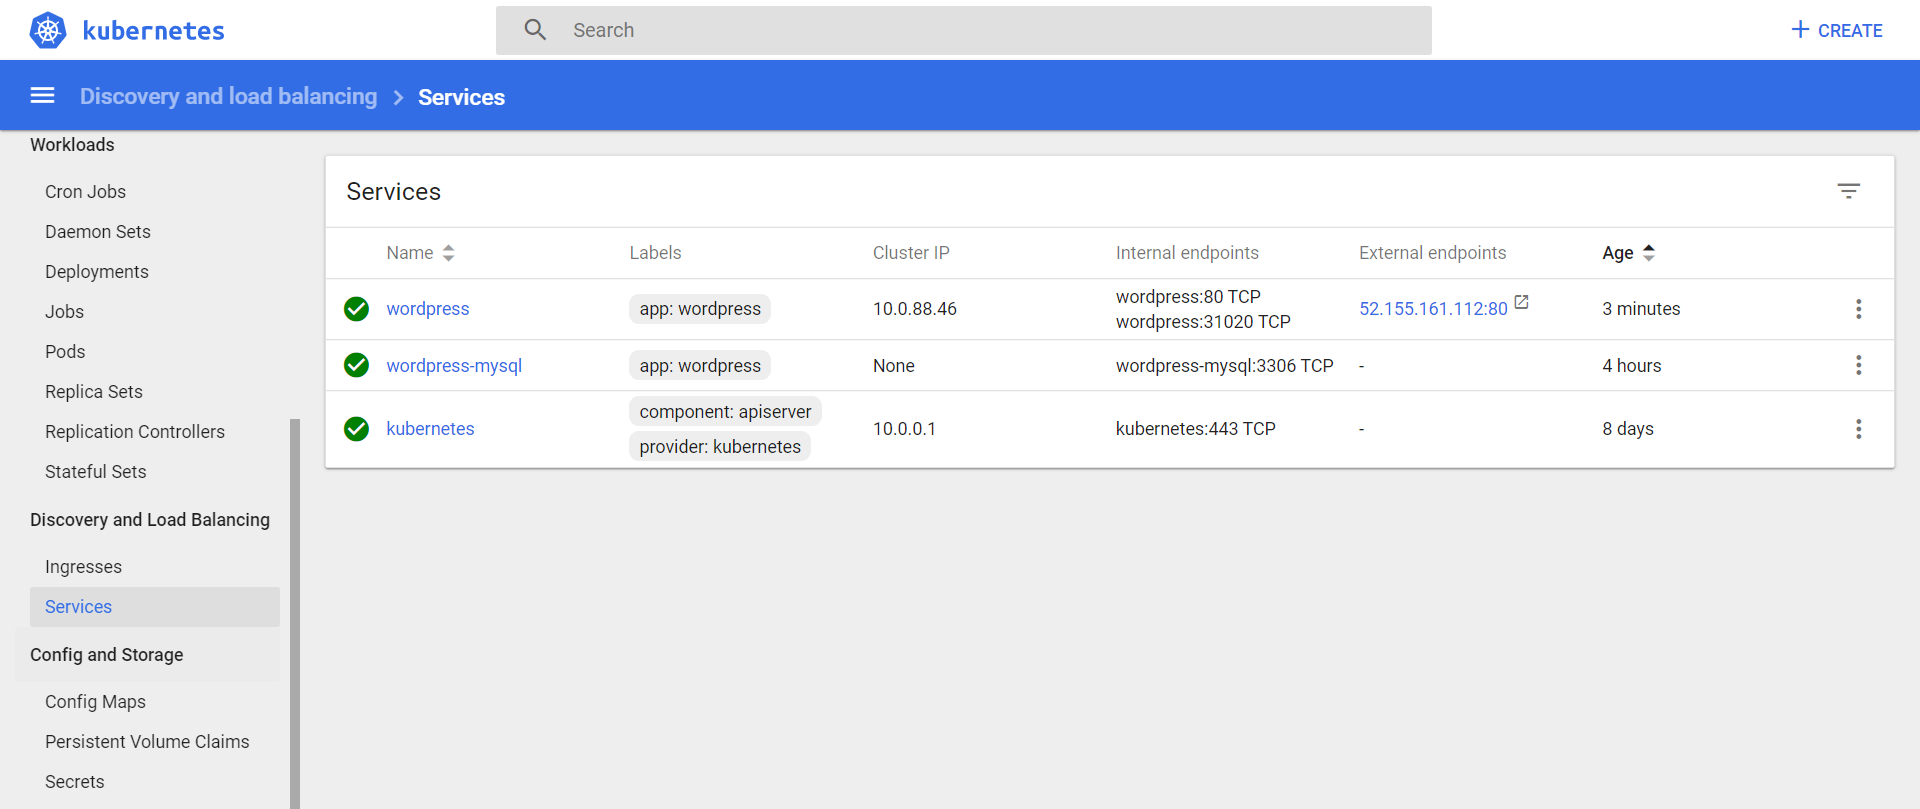 kubernetes
Search
CREATE
Discovery and load balancing
Services
Workloads
Cron Jobs
Daemon Sets
Deployments
Jobs
Pods
Replica Sets
Replication Controllers
Stateful Sets
Discovery and Load Balancing
Ingresses
Services
Config and Storage
Config Maps
Persistent Volume Claims
Secrets
Services
Name Labels Cluster IP Internal endpoints External endpoints Age
wordpress app: wordpress 10.0.88.46 wordpress:80 TCP 52.155.161.112:80 3 minutes
wordpress:31020 TCP
wordpress-mysql app: wordpress None wordpress-mysql:3306 TCP - 4 hours
component: apiserver
kubernetes 10.0.0.1 kubernetes:443 TCP - 8 days
provider: kubernetes